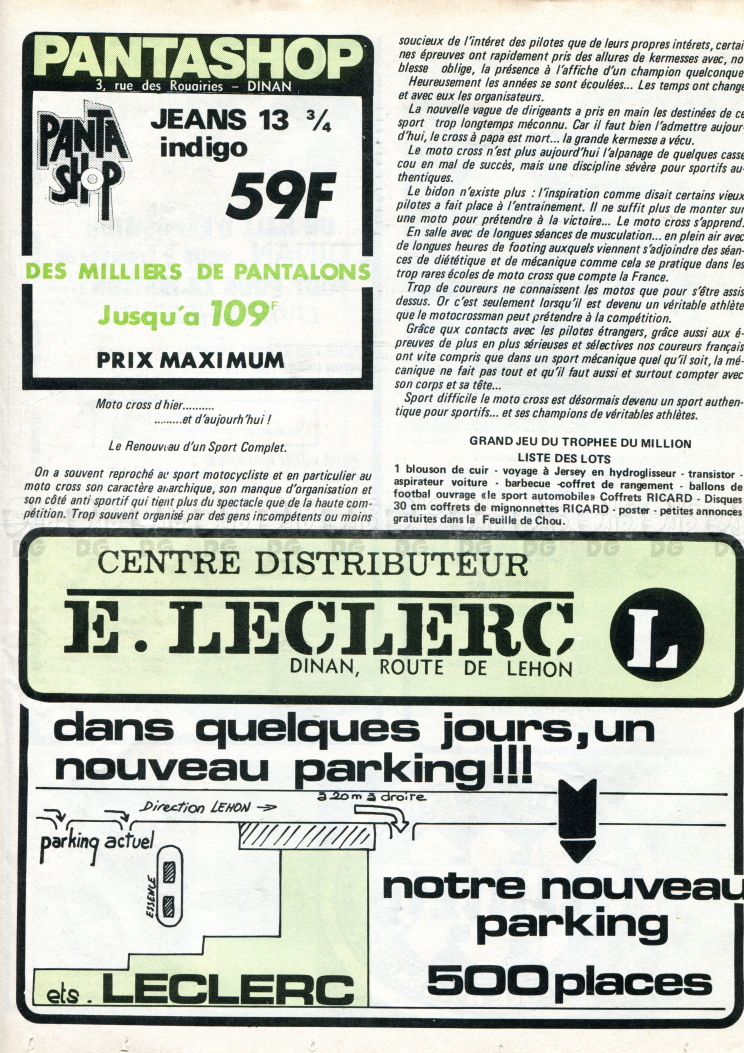 PANTASHOP
3, rue des Rouairies - DINAN
PANTA
SHOP
JEANS 13 ¾
indigo
59F
DES MILLIERS DE PANTALONS
Jusqu'a 109F
PRIX MAXIMUM
Moto cross d'hier..........
.........et d'aujourh'hui !
Le Renouveau d'un Sport Complet.
On a souvent reproché au sport motocycliste et en particulier au
moto cross son caractère anarchique, son manque d'organisation et
son côté anti sportif qui tient plus du spectacle que de la haute com-
pétition. Trop souvent organisé par des gens incompétents ou moins
soucieux de l'intéret des pilotes que de leurs propres intérets, certai
nes épreuves ont rapidement pris des allures de kermesses avec, no
blesse oblige, la présence à l'affiche d'un champion quelconque
Heureusement les années se sont écoulées... Les temps ont change
et avec eux les organisateurs.
La nouvelle vague de dirigeants a pris en main les destinées de ce
sport trop longtemps méconnu. Car il faut bien l'admettre aujour
d'hui, le cross à papa est mort... la grande kermesse a vécu.
Le moto cross n'est plus aujourd'hui l'alpanage de quelques casse
cou en mal de succès, mais une discipline sévère pour sportifs au-
thentiques.
Le bidon n'existe plus : l'inspiration comme disait certains vieux
pilotes a fait place à l'entrainement. Il ne suffit plus de monter sur
une moto pour prétendre à la victoire... Le moto cross s'apprend.
En salle avec de longues séances de musculation... en plein air avec
de longues heures de footing auxquels viennent s'adjoindre des séan-
ces de diététique et de mécanique comme cela se pratique dans les
trop rares écoles de moto cross que compte la France.
Trop de coureurs ne connaissent les motos que pour s'être assis
dessus. Or c'est seulement lorsqu'il est devenu un véritable athlète
que le motocrossman peut prétendre à la compétition.
Grâce qux contacts avec les pilotes étrangers, grâce aussi aux é-
preuves de plus en plus sérieuses et sélectives nos coureurs français
ont vite compris que dans un sport mécanique quel qu'il soit, la mé-
canique ne fait pas tout et qu'il faut aussi et surtout compter avec
son corps et sa tête...
Sport difficile le moto cross est désormais devenu un sport authen-
tique pour sportifs... et ses champions de véritables athlètes.
GRAND JEU DU TROPHEE DU MILLION
LISTE DES LOTS
1 blouson de cuir - voyage à Jersey en hydroglisseur - transistor -
aspirateur voiture - barbecue -coffret de rangement - ballons de
footbal ouvrage «le sport automobile» Coffrets RICARD - Disques
30 cm coffrets de mignonnettes RICARD - poster - petites annonces
gratuites dans la Feuille de Chou.
CENTRE DISTRIBUTEUR
E. LECLERC
L
DINAN, ROUTE DE LEHON
dans quelques jours,un
nouveau parking!!!
Direction LEHON →
à 20m à droite
parking actuel
ESSENCE
notre nouveau
parking
500 places
ets. LECLERC